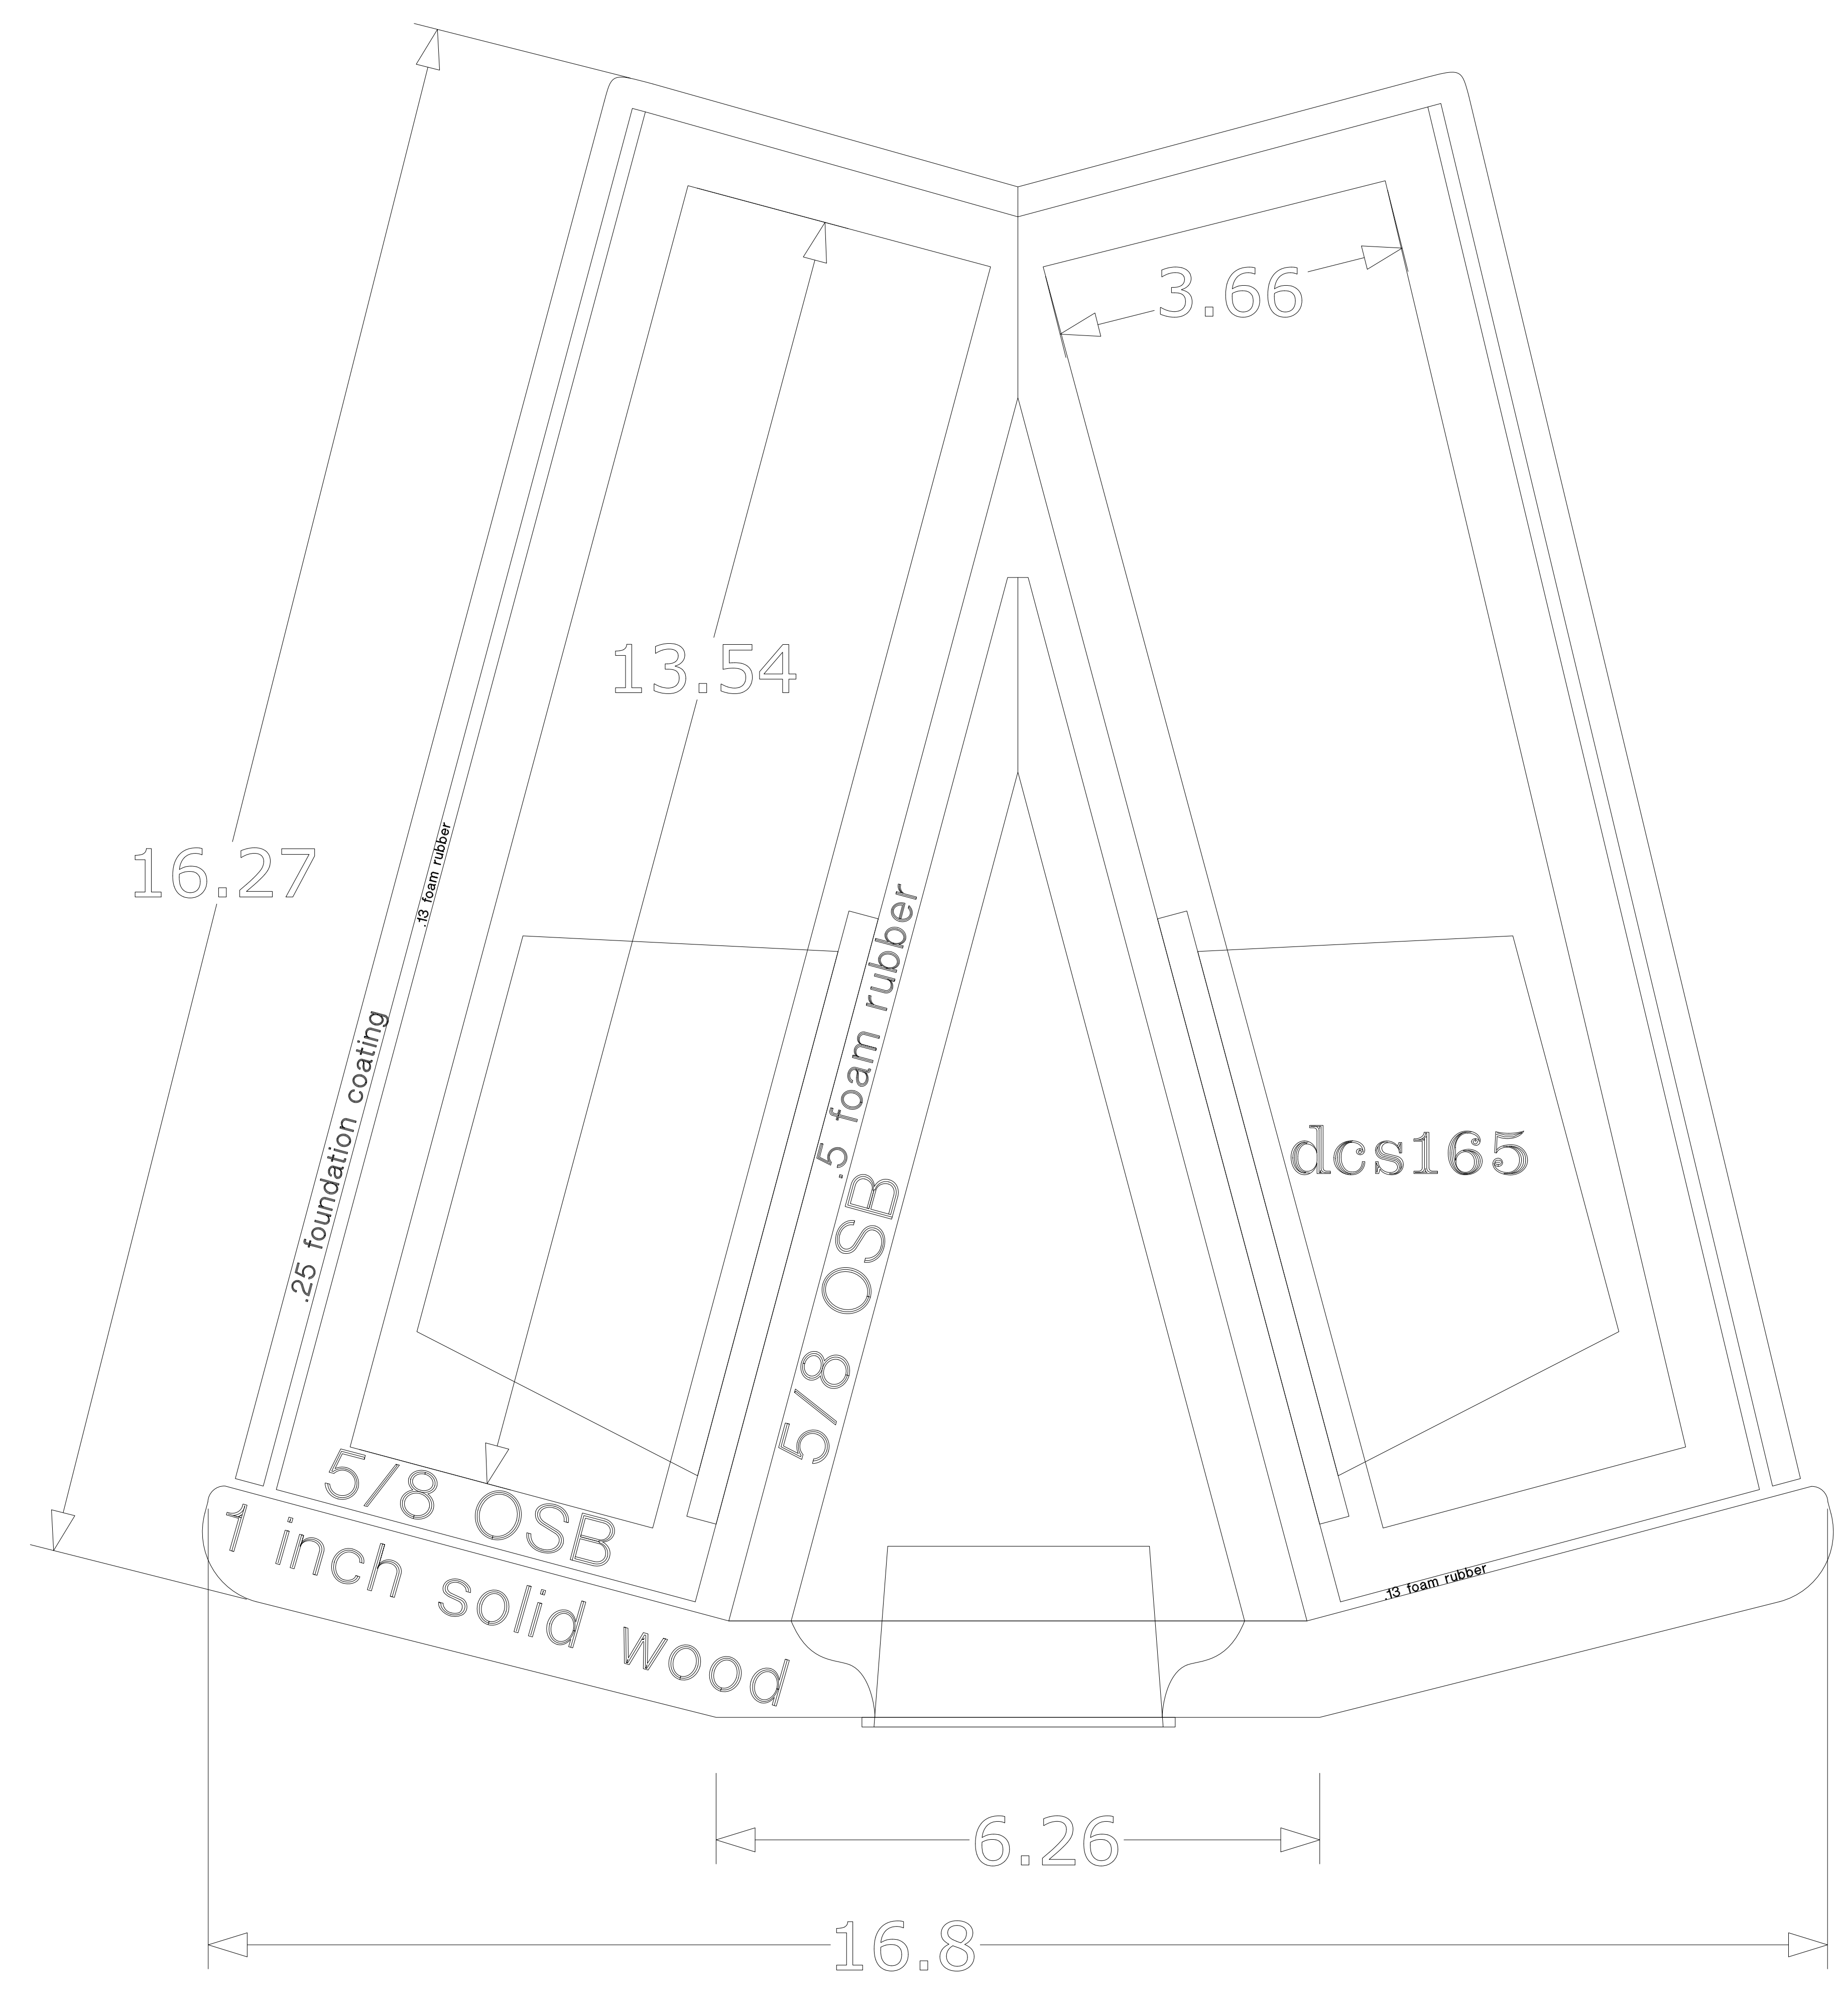 3.66
13.54
16.27
.13 foam rubber
.5 foam rubber
.25 foundation coating
dcs165
5/8 OSB
5/8 OSB
1 inch solid wood
.13 foam rubber
6.26
16.8